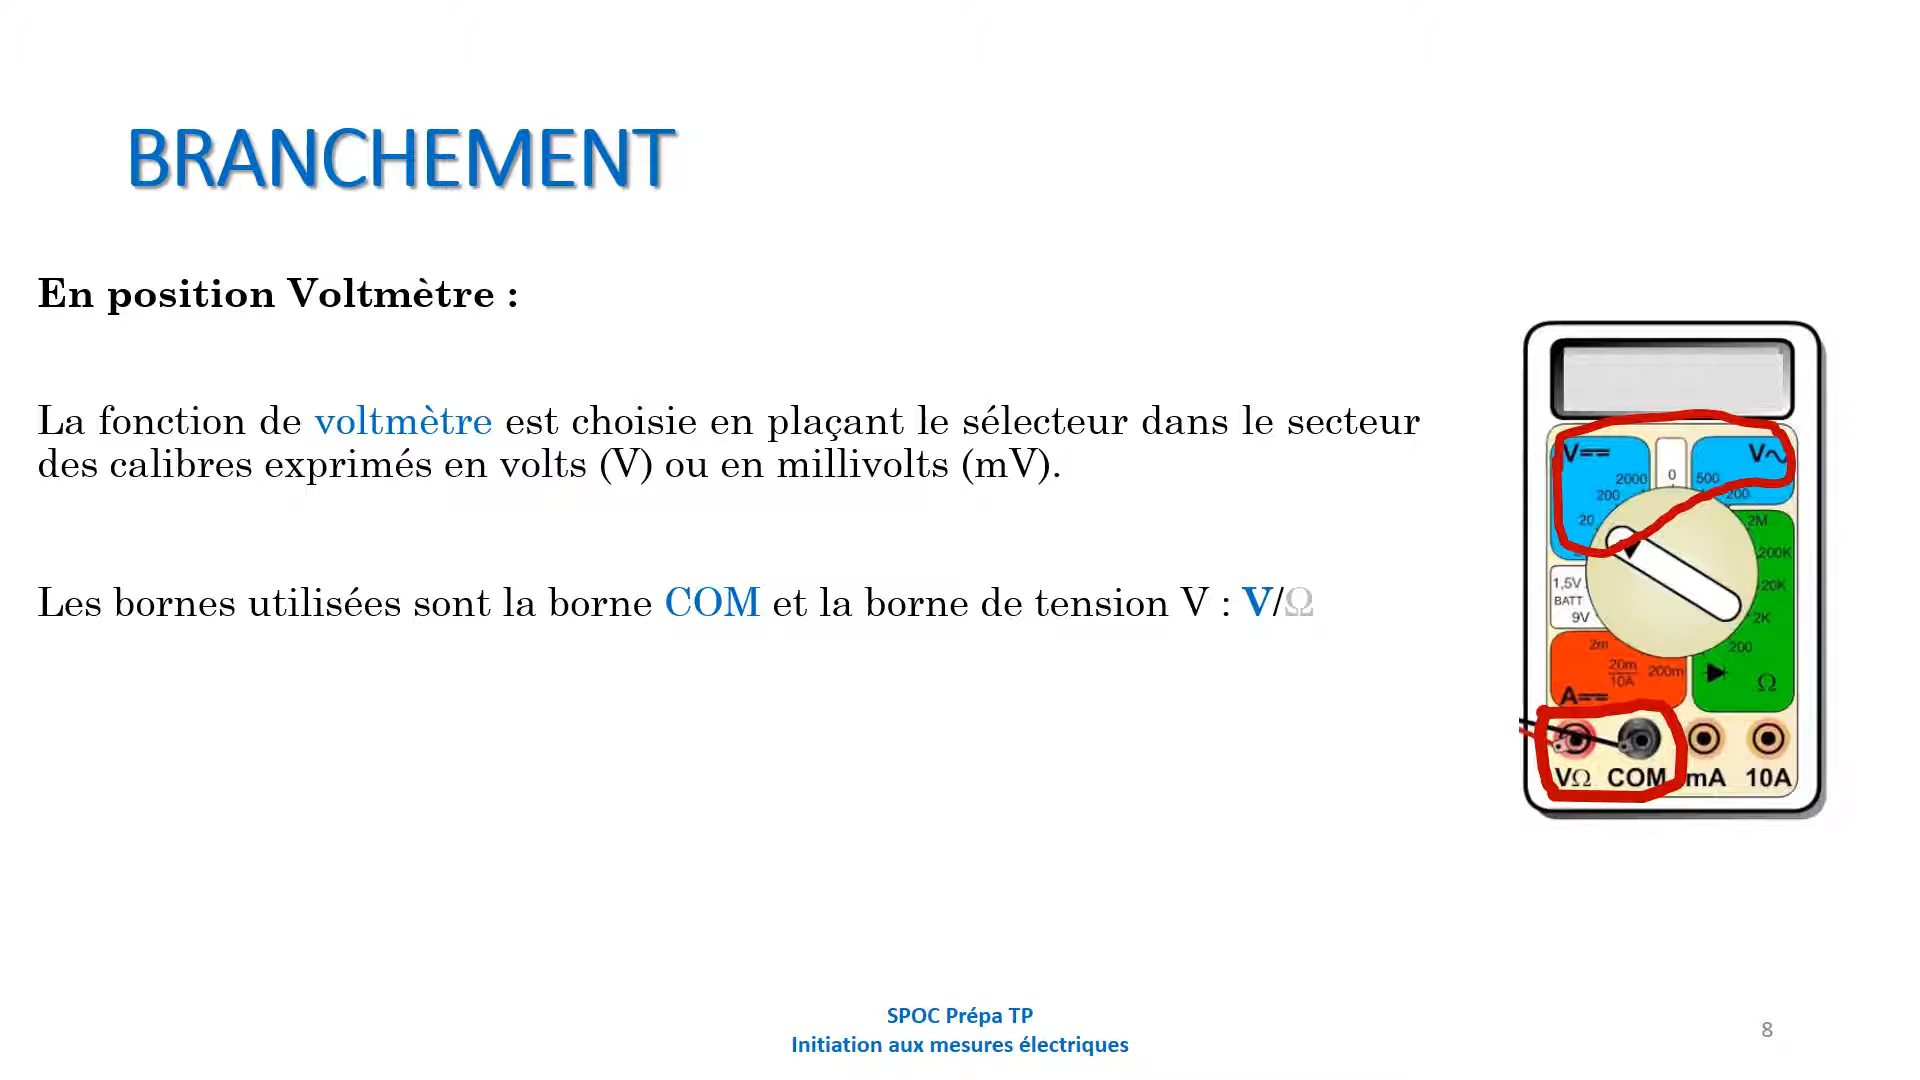 BRANCHEMENT
En position Voltmètre :
La fonction de voltmètre est choisie en plaçant le sélecteur dans le secteur
des calibres exprimés en volts (V) ou en millivolts (mV).
Les bornes utilisées sont la borne COM et la borne de tension V : V/Ω
V
V~
2000
0
500
200
200
20
2M
200K
1,5V
BATT
9V
20K
2K
2m
200
20m
10A
200m
A
Ω
VΩ COM mA 10A
SPOC Prépa TP
Initiation aux mesures électriques
8